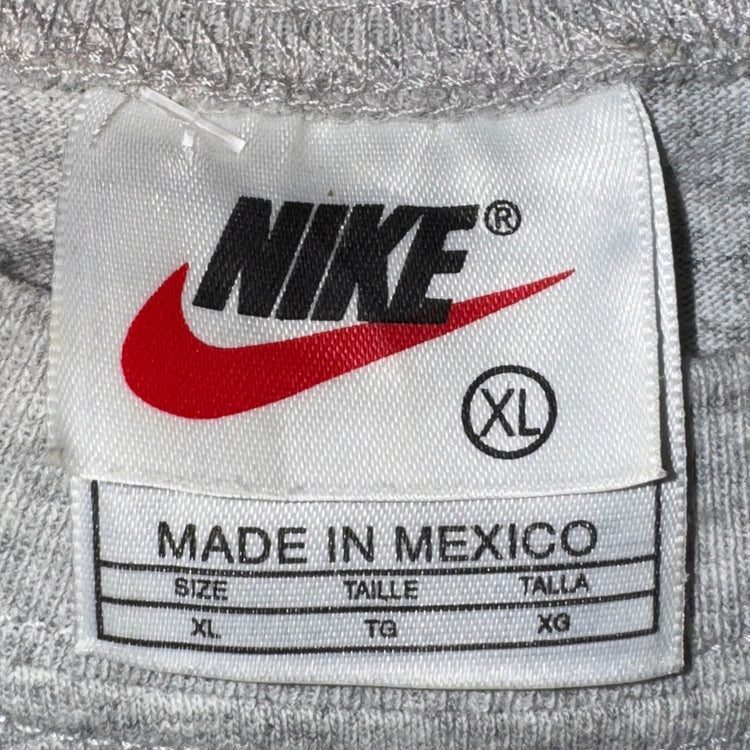 NIKE®
XL
MADE IN MEXICO
SIZE TAILLE TALLA
XL TG XG